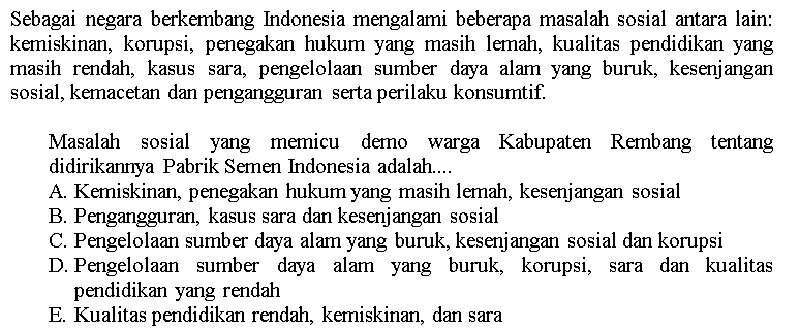 Sebagai negara berkembang Indonesia mengalami beberapa masalah sosial antara lain:
kemiskinan, korupsi, penegakan hukum yang masih lemah, kualitas pendidikan yang
masih rendah, kasus sara, pengelolaan sumber daya alam yang buruk, kesenjangan
sosial, kemacetan dan pengangguran serta perilaku konsumtif.
Masalah sosial yang memicu demo warga Kabupaten Rembang tentang
didirikannya Pabrik Semen Indonesia adalah....
A. Kemiskinan, penegakan hukum yang masih lemah, kesenjangan sosial
B. Pengangguran, kasus sara dan kesenjangan sosial
C. Pengelolaan sumber daya alam yang buruk, kesenjangan sosial dan korupsi
D. Pengelolaan sumber daya alam yang buruk, korupsi, sara dan kualitas
pendidikan yang rendah
E. Kualitas pendidikan rendah, kemiskinan, dan sara